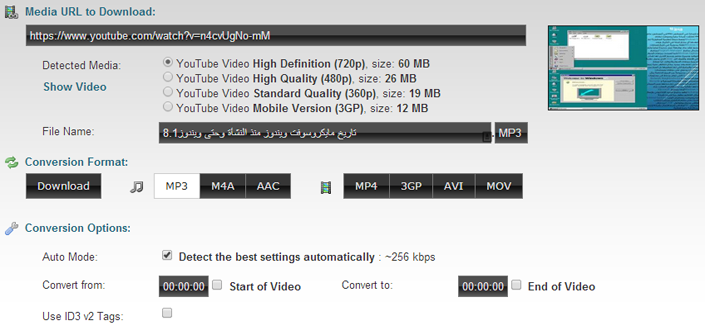 Media URL to Download:
https://www.youtube.com/watch?v=n4cvUgNo-mM
Detected Media:
YouTube Video High Definition (720p), size: 60 MB
Show Video
YouTube Video High Quality (480p), size: 26 MB
YouTube Video Standard Quality (360p), size: 19 MB
YouTube Video Mobile Version (3GP), size: 12 MB
File Name:
تاريخ مايكروسوفت ويندوز منذ النشأة وحتى ويندوز8.1
. MP3
Conversion Format:
Download MP3 M4A AAC MP4 3GP AVI MOV
Conversion Options:
Auto Mode: Detect the best settings automatically : ~256 kbps
Convert from: 00:00:00 Start of Video Convert to: 00:00:00 End of Video
Use ID3 v2 Tags: